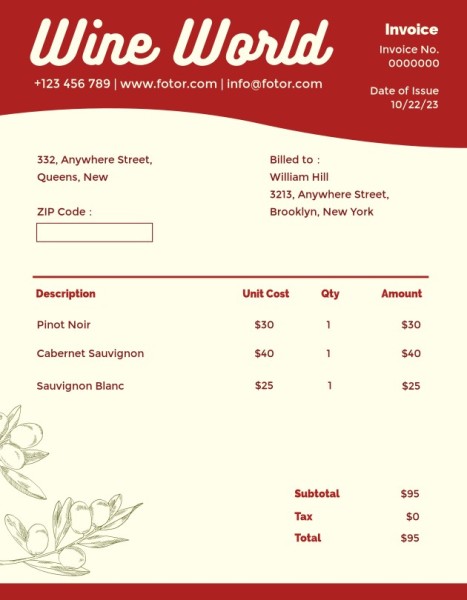 Wine World
+123 456 789 | www.fotor.com | info@fotor.com
Invoice
Invoice No.
0000000
Date of Issue
10/22/23
332, Anywhere Street,
Queens, New
ZIP Code :
Billed to :
William Hill
3213, Anywhere Street,
Brooklyn, New York
Description Unit Cost Qty Amount
Pinot Noir $30 1 $30
Cabernet Sauvignon $40 1 $40
Sauvignon Blanc $25 1 $25
Subtotal $95
Tax $0
Total $95